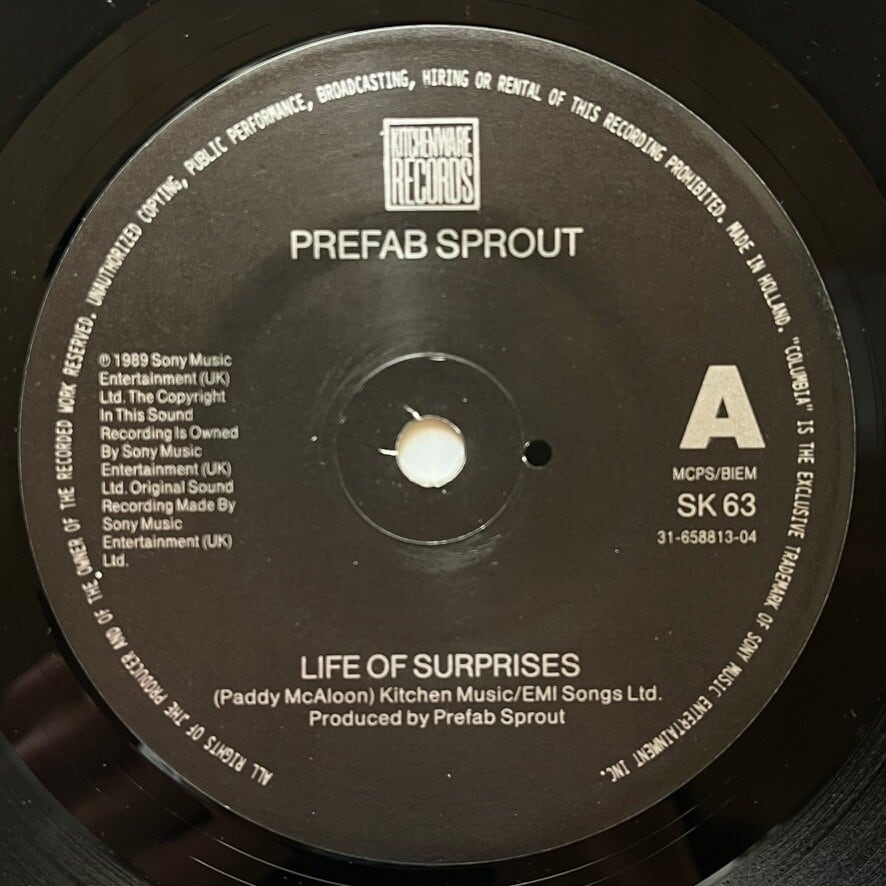 ALL RIGHTS OF THE PRODUCER AND OF THE OWNER OF THE RECORDED WORK RESERVED. UNAUTHORIZED COPYING, PUBLIC PERFORMANCE, BROADCASTING, HIRING OR RENTAL OF THIS RECORDING PROHIBITED. MADE IN HOLLAND. "COLUMBIA" IS THE EXCLUSIVE TRADEMARK OF SONY MUSIC ENTERTAINMENT INC.
KITCHENWARE
RECORDS
PREFAB SPROUT
℗ 1989 Sony Music
Entertainment (UK)
Ltd. The Copyright
In This Sound
Recording Is Owned
By Sony Music
Entertainment (UK)
Ltd. Original Sound
Recording Made By
Sony Music
Entertainment (UK)
Ltd.
A
MCPS/BIEM
SK 63
31-658813-04
LIFE OF SURPRISES
(Paddy McAloon) Kitchen Music/EMI Songs Ltd.
Produced by Prefab Sprout